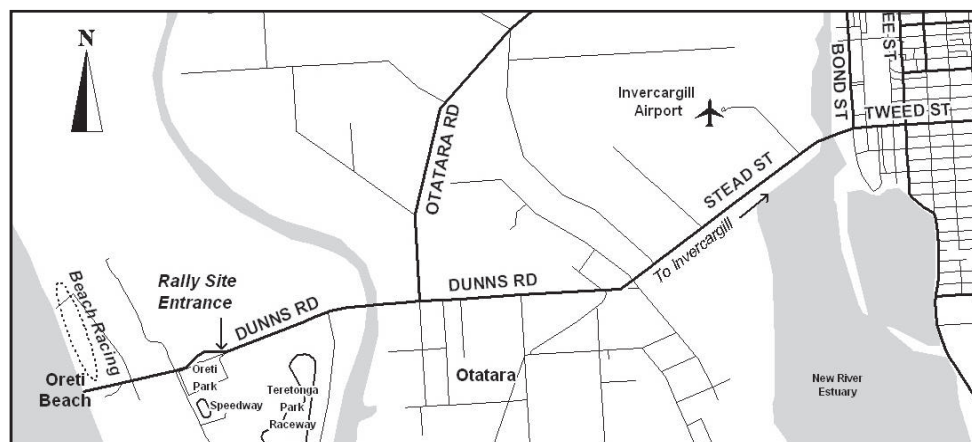 N
Invercargill
Airport
BOND ST
EE ST
TWEED ST
OTATARA RD
STEAD ST
To Invercargill
Rally Site
Entrance
DUNNS RD
DUNNS RD
Beach Racing
Oreti
Beach
Oreti
Park
Speedway
Teretonga
Park
Raceway
Otatara
New River
Estuary